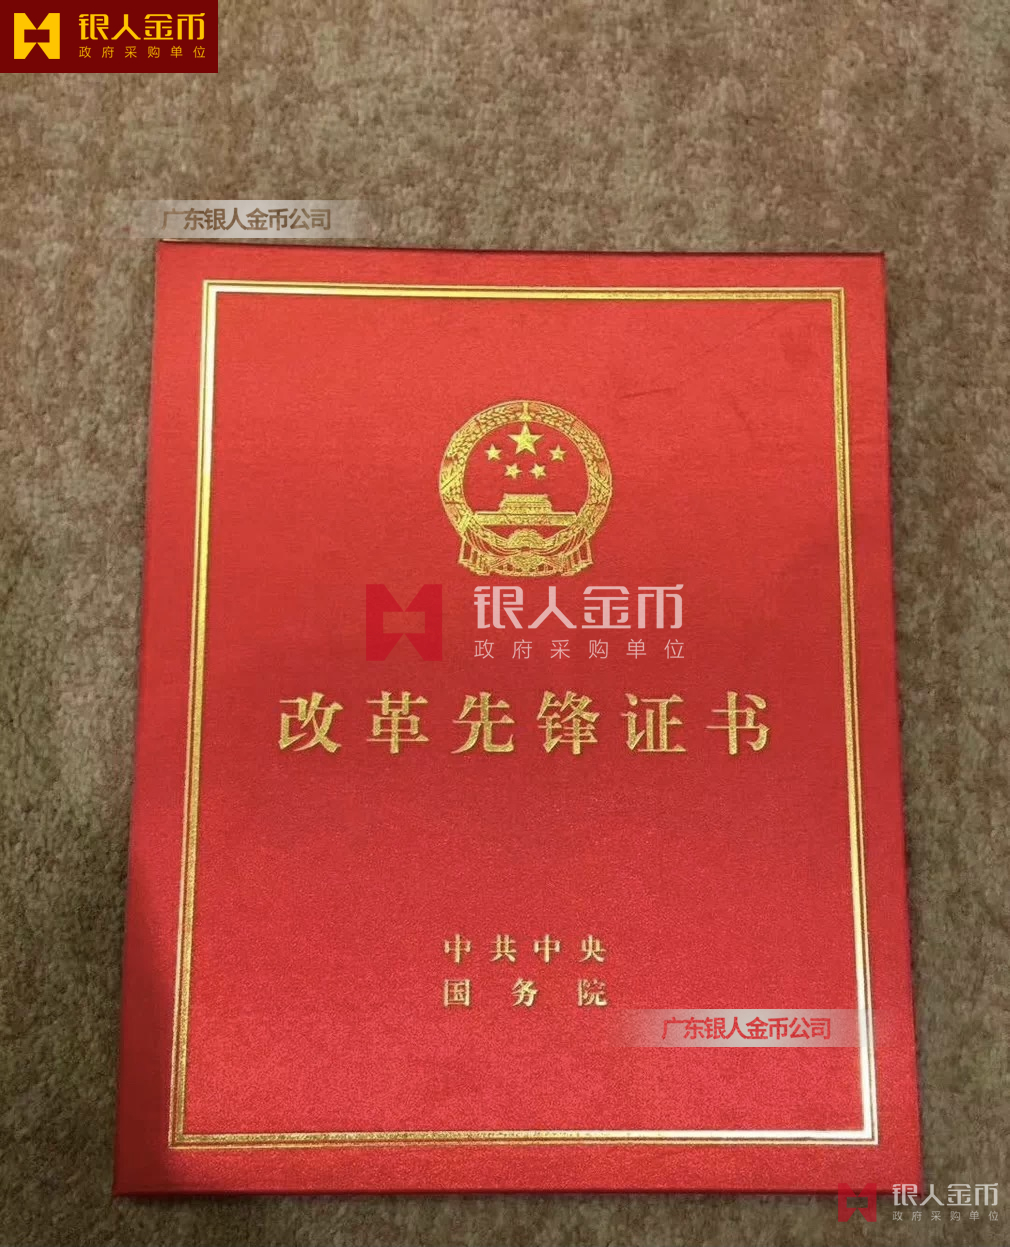 银人金币
政府采购单位
广东银人金币公司
银人金币
政府采购单位
改革先锋证书
中共中央
国务院
广东银人金币公司
银人金币
政府采购单位